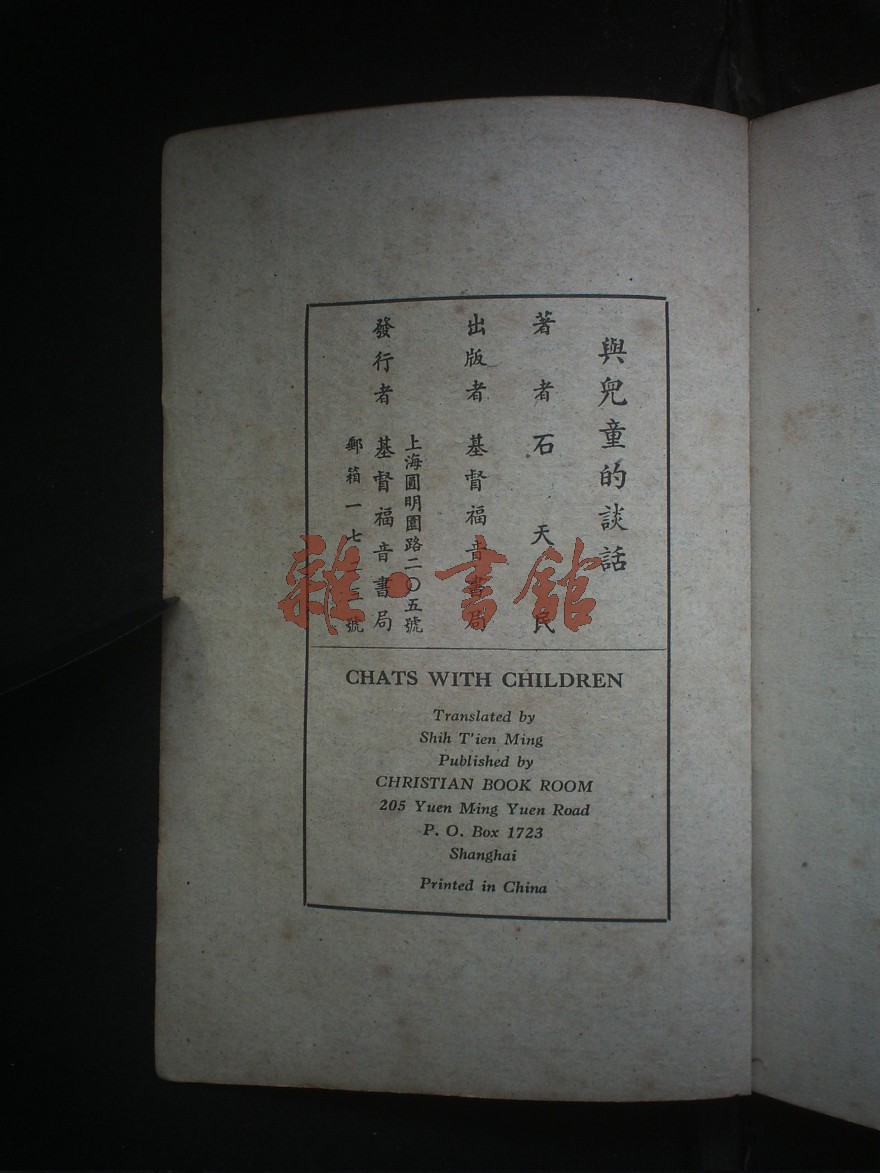 與兒童的談話
著者 石天民
出版者 基督福音書局
上海圓明園路二〇五號
發行者 基督福音書局
郵箱一七二三號
CHATS WITH CHILDREN
Translated by
Shih T'ien Ming
Published by
CHRISTIAN BOOK ROOM
205 Yuen Ming Yuen Road
P. O. Box 1723
Shanghai
Printed in China
雜·書館